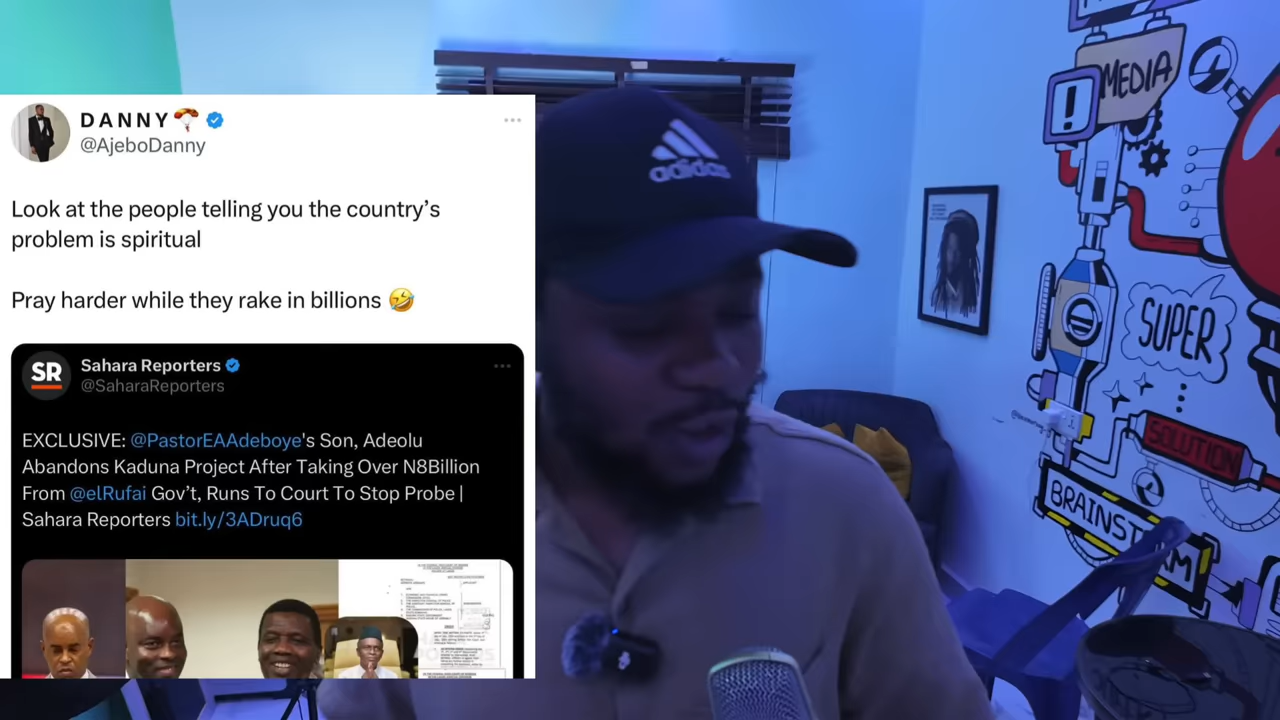 DANNY
@AjeboDanny
Look at the people telling you the country’s
problem is spiritual
Pray harder while they rake in billions 🤣
SR
Sahara Reporters
@SaharaReporters
EXCLUSIVE: @PastorEAAdeboye's Son, Adeolu
Abandons Kaduna Project After Taking Over N8Billion
From @elRufai Gov’t, Runs To Court To Stop Probe |
Sahara Reporters bit.ly/3ADruq6
adidas
MEDIA
!
SUPER
SOLUTION